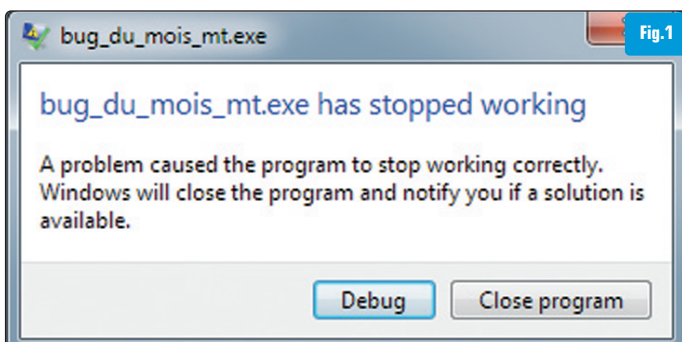 bug_du_mois_mt.exe
Fig.1
bug_du_mois_mt.exe has stopped working
A problem caused the program to stop working correctly.
Windows will close the program and notify you if a solution is
available.
Debug
Close program